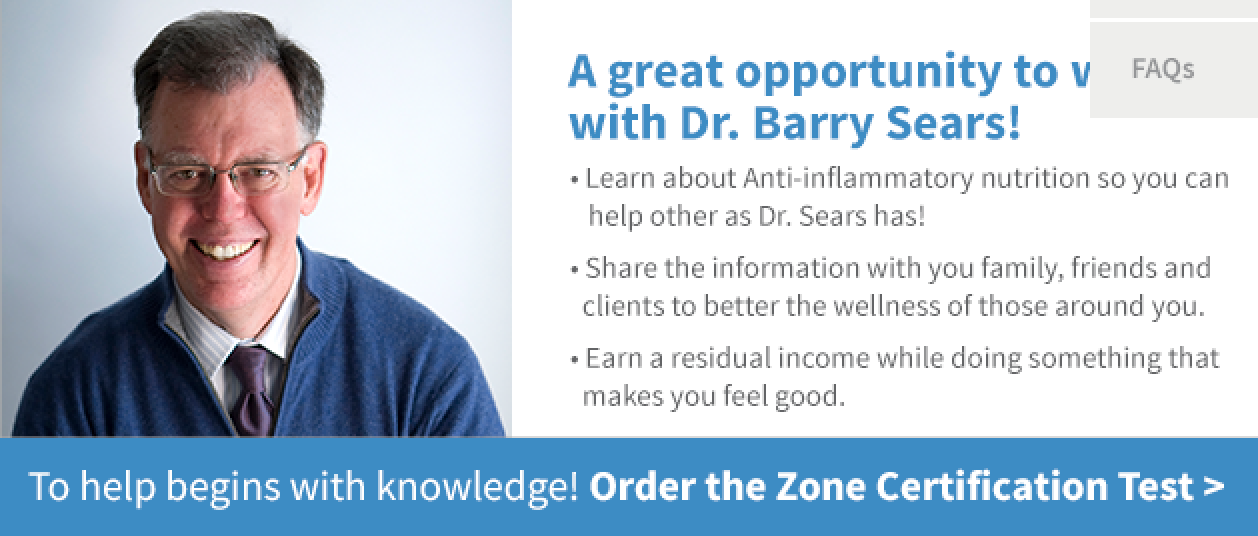 A great opportunity to
FAQs
with Dr. Barry Sears!
• Learn about Anti-inflammatory nutrition so you can
help other as Dr. Sears has!
• Share the information with you family, friends and
clients to better the wellness of those around you.
• Earn a residual income while doing something that
makes you feel good.
To help begins with knowledge! Order the Zone Certification Test >